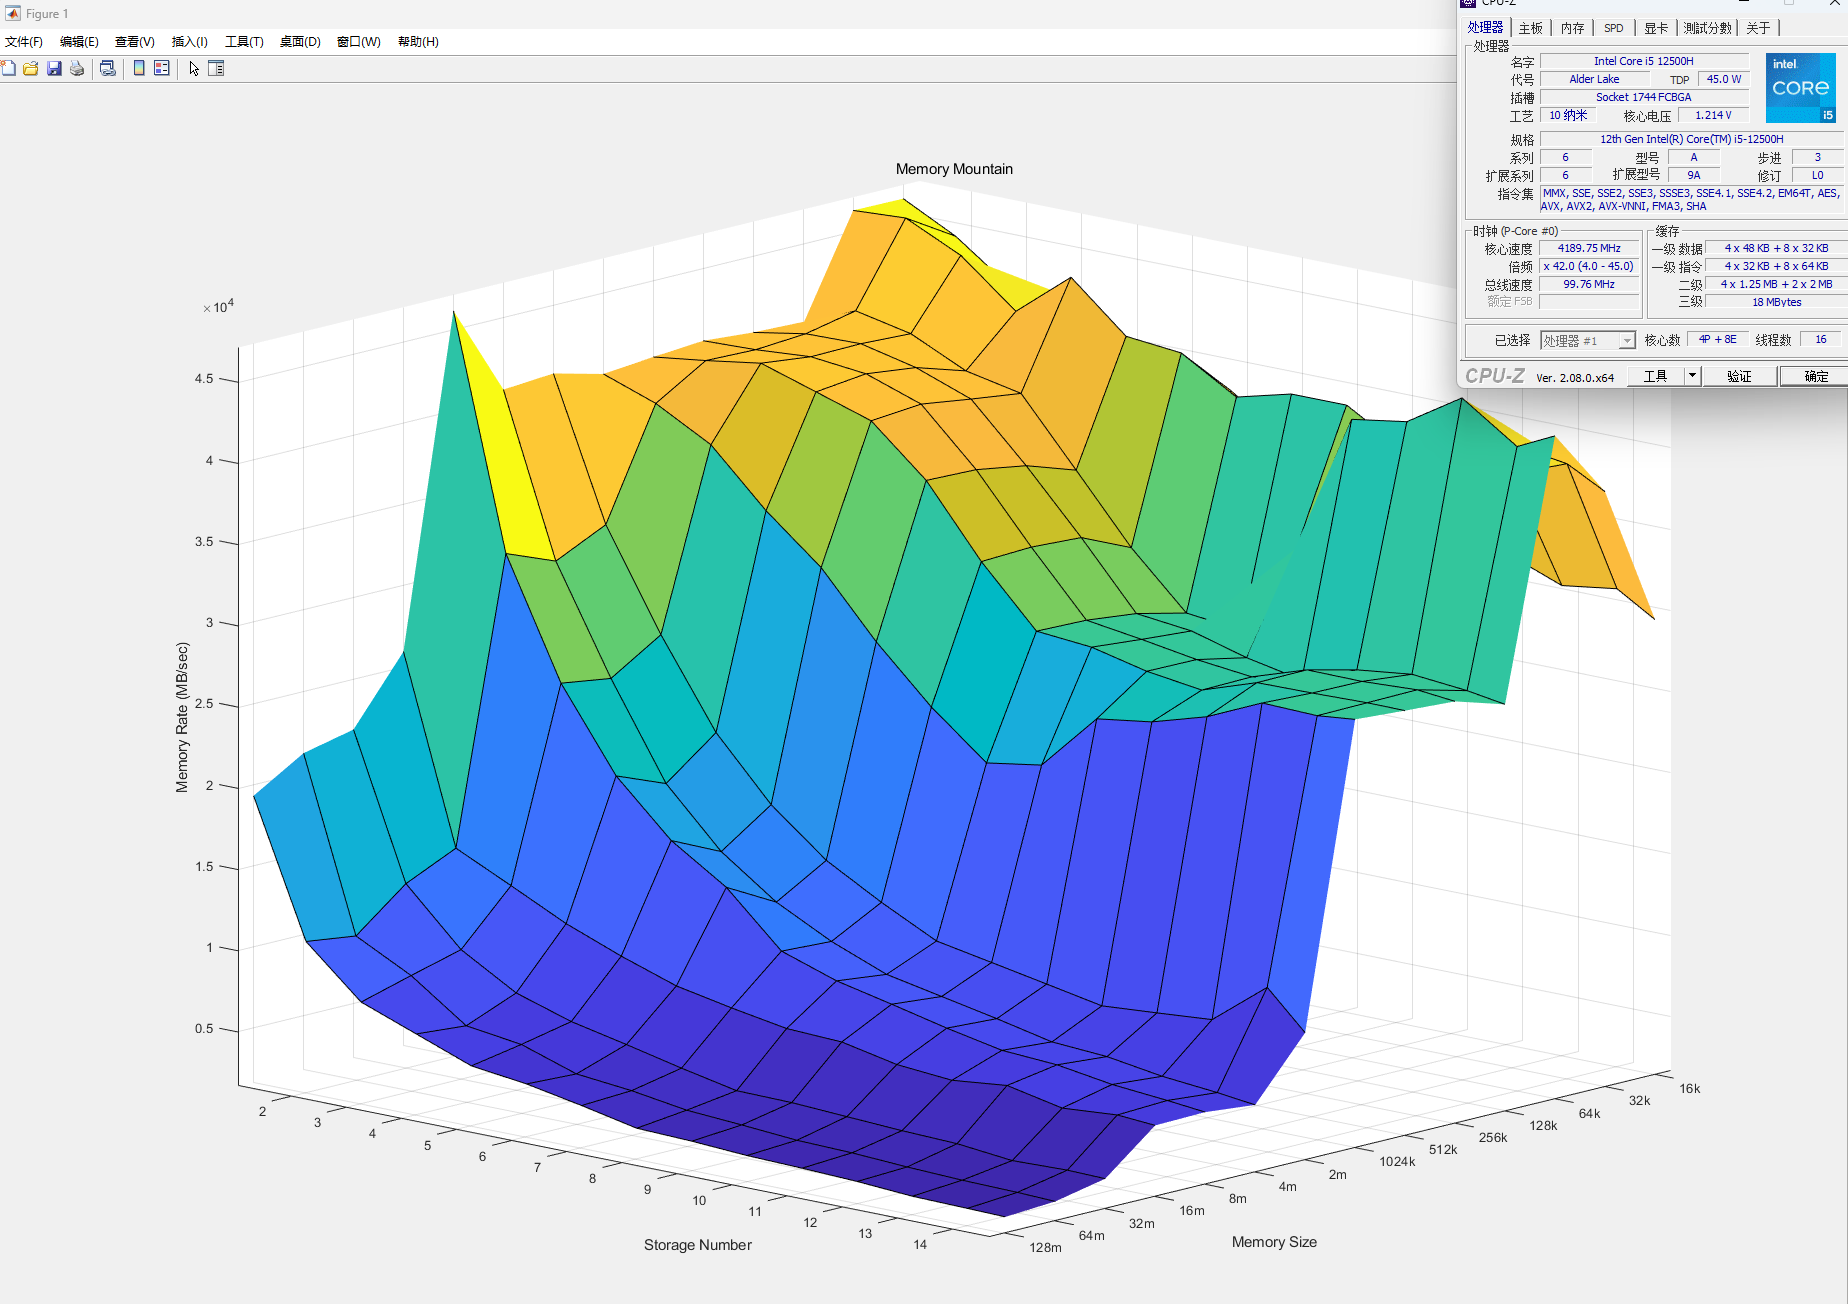 Figure 1
文件(F) 编辑(E) 查看(V) 插入(I) 工具(T) 桌面(D) 窗口(W) 帮助(H)
Memory Mountain
×10⁴
4.5
4
3.5
3
2.5
2
1.5
1
0.5
Memory Rate (MB/sec)
2
3
4
5
6
7
8
9
10
11
12
13
14
Storage Number
128m
64m
32m
16m
8m
4m
2m
1024k
512k
256k
128k
64k
32k
16k
Memory Size
CPU-Z
处理器 主板 内存 SPD 显卡 測試分數 关于
处理器
名字 Intel Core i5 12500H
代号 Alder Lake TDP 45.0 W
插槽 Socket 1744 FCBGA
工艺 10 纳米 核心电压 1.214 V
规格 12th Gen Intel(R) Core(TM) i5-12500H
系列 6 型号 A 步进 3
扩展系列 6 扩展型号 9A 修订 L0
指令集 MMX, SSE, SSE2, SSE3, SSSE3, SSE4.1, SSE4.2, EM64T, AES,
AVX, AVX2, AVX-VNNI, FMA3, SHA
intel.
CORE
i5
时钟 (P-Core #0)
核心速度 4189.75 MHz
倍频 x 42.0 (4.0 - 45.0)
总线速度 99.76 MHz
额定 FSB
缓存
一级 数据 4 x 48 KB + 8 x 32 KB
一级 指令 4 x 32 KB + 8 x 64 KB
二级 4 x 1.25 MB + 2 x 2 MB
三级 18 MBytes
已选择 处理器 #1 核心数 4P + 8E 线程数 16
CPU-Z Ver. 2.08.0.x64 工具 验证 确定